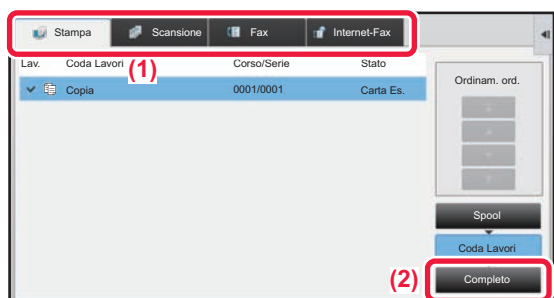 Stampa Scansione Fax Internet-Fax
Lav. Coda Lavori Corso/Serie Stato
(1)
Copia 0001/0001 Carta Es.
Ordinam. ord.
Spool
Coda Lavori
(2) Completo